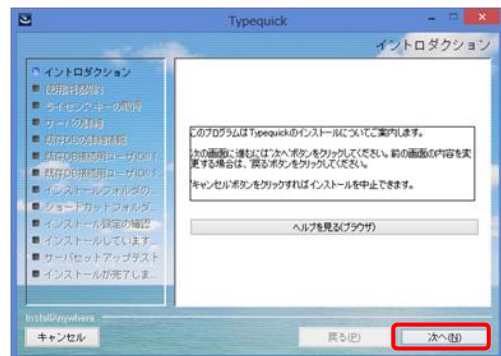 Typequick
イントロダクション
イントロダクション
使用許諾契約
ライセンスキーの取得
サーバの詳細
既存DBの詳細情報
既存DB接続用ユーザIDの
既存DB接続用ユーザIDの
インストールフォルダの...
ショートカットフォルダ...
インストール設定の確認
インストールしています...
サーバセットアップテスト
インストールが完了しま...
このプログラムはTypequickのインストールについてご案内します。
次の画面に進むには'次へ'ボタンをクリックしてください。前の画面の内容を変
更する場合は、'戻る'ボタンをクリックしてください。
'キャンセル'ボタンをクリックすればインストールを中止できます。
ヘルプを見る(ブラウザ)
InstallAnywhere
キャンセル
戻る(P)
次へ(N)